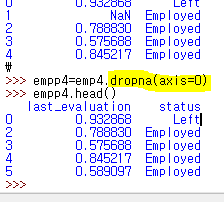 0 0.932868 Left
1 NaN Employed
2 0.788830 Employed
3 0.575688 Employed
4 0.845217 Employed
#
>>> empp4=emp4.dropna(axis=0)
>>> empp4.head()
last_evaluation status
0 0.932868 Left
2 0.788830 Employed
3 0.575688 Employed
4 0.845217 Employed
5 0.589097 Employed
>>>